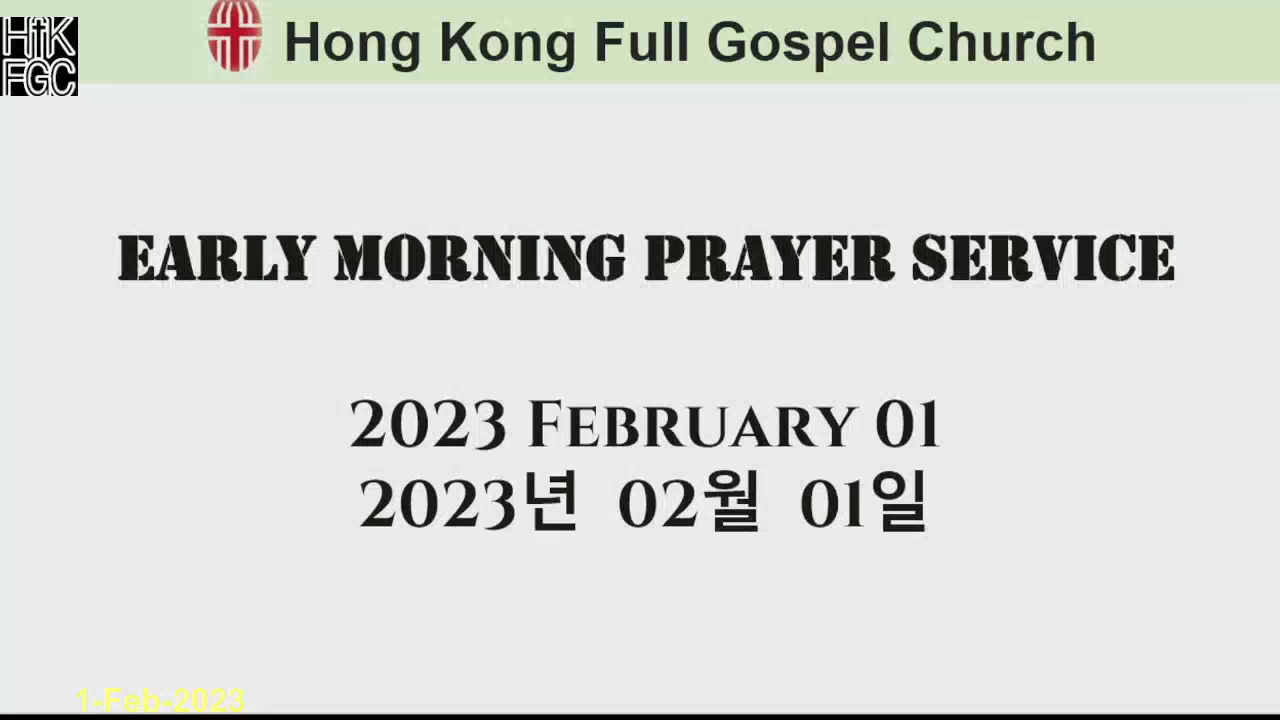 HK
FGC
Hong Kong Full Gospel Church
EARLY MORNING PRAYER SERVICE
2023 FEBRUARY 01
2023년 02월 01일
1-Feb-2023